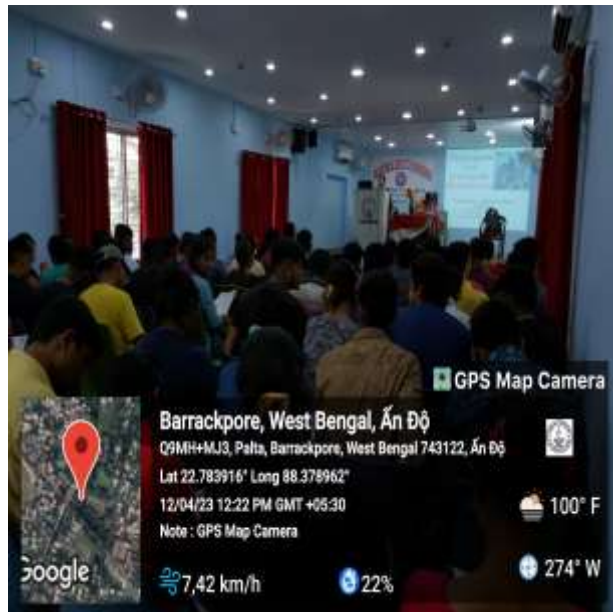 GPS Map Camera
Barrackpore, West Bengal, Ấn Độ
Q9MH+MJ3, Palta, Barrackpore, West Bengal 743122, Ấn Độ
Lat 22.783916° Long 88.378962°
12/04/23 12:22 PM GMT +05:30
Note : GPS Map Camera
100° F
Google
7,42 km/h
22%
274° W